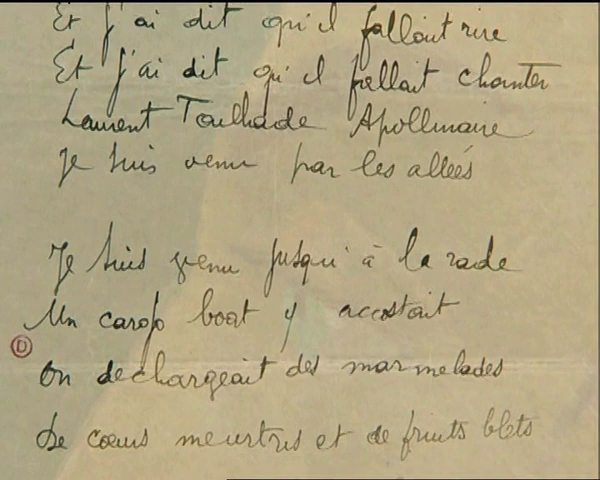 Et j'ai dit qu'il fallait rire
Et j'ai dit qu'il fallait chanter
Laurent Tailhade Apollinaire
Je suis venu par les allées
Je suis venu jusqu'à la rade
Un cargo boat y accostait
On dechargeait des marmelades
De cœurs meurtris et de fruits blets